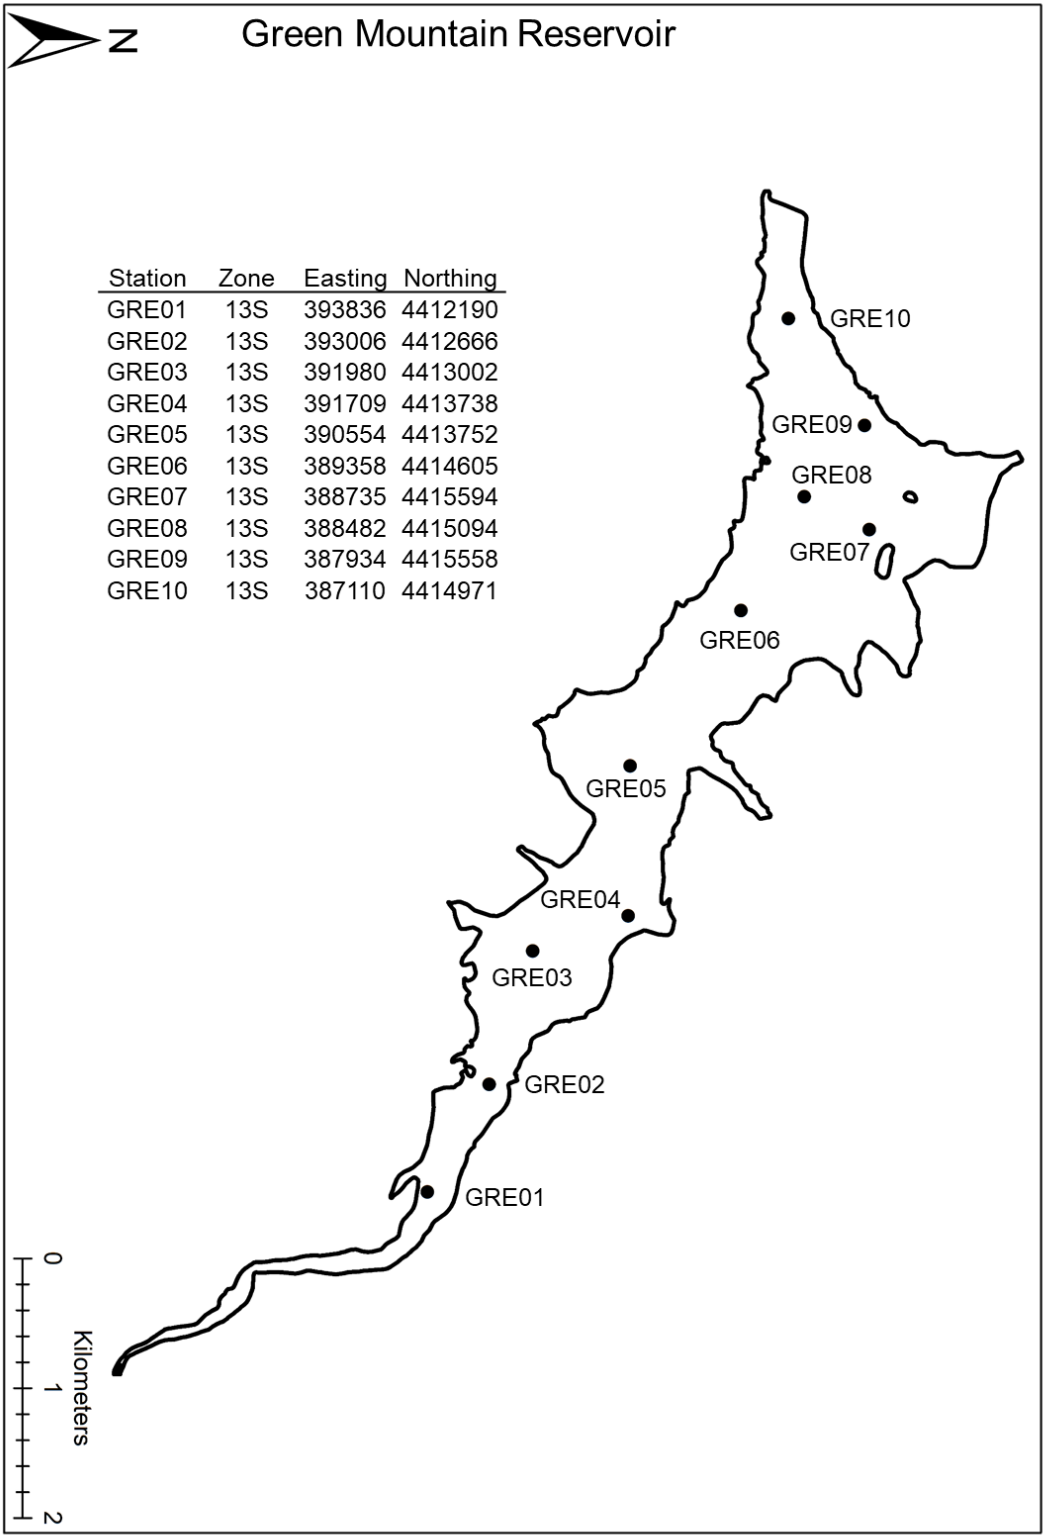 N
Green Mountain Reservoir
Station Zone Easting Northing
GRE01 13S 393836 4412190
GRE02 13S 393006 4412666
GRE03 13S 391980 4413002
GRE04 13S 391709 4413738
GRE05 13S 390554 4413752
GRE06 13S 389358 4414605
GRE07 13S 388735 4415594
GRE08 13S 388482 4415094
GRE09 13S 387934 4415558
GRE10 13S 387110 4414971
GRE10
GRE09
GRE08
GRE07
GRE06
GRE05
GRE04
GRE03
GRE02
GRE01
0 1 2
Kilometers